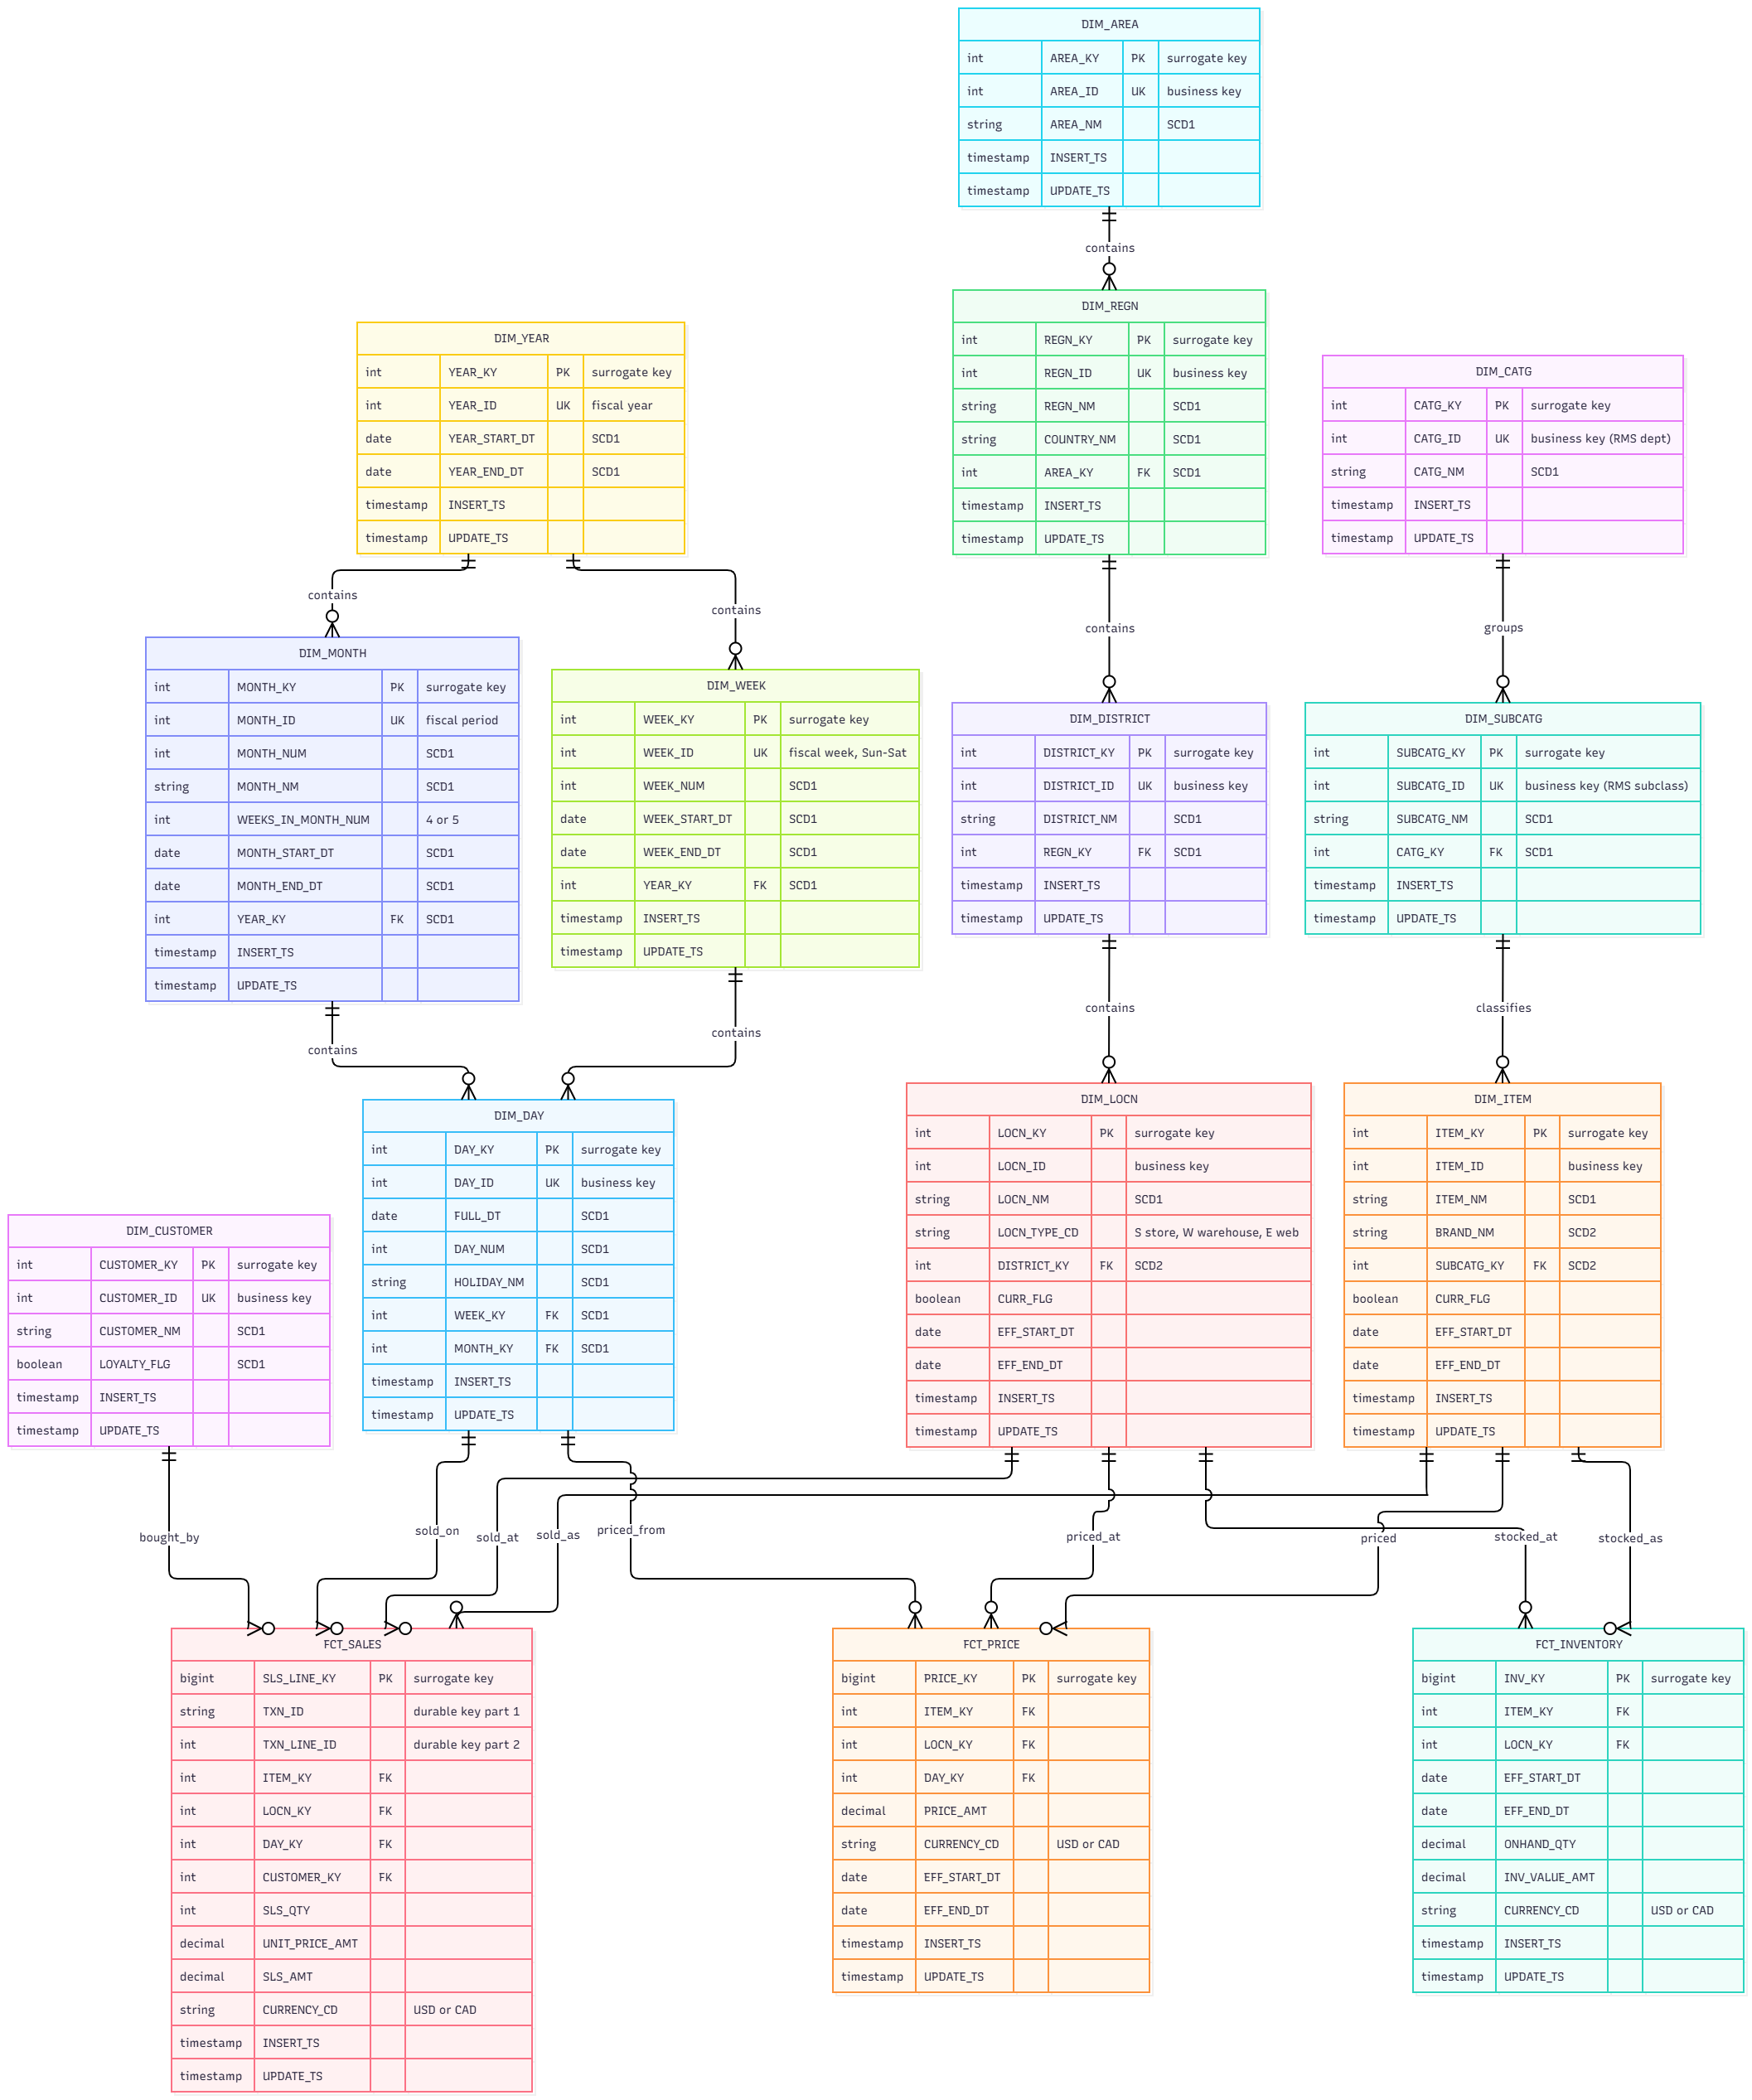 DIM_AREA
int AREA_KY PK surrogate key
int AREA_ID UK business key
string AREA_NM SCD1
timestamp INSERT_TS
timestamp UPDATE_TS
contains
DIM_REGN
int REGN_KY PK surrogate key
int REGN_ID UK business key
string REGN_NM SCD1
string COUNTRY_NM SCD1
int AREA_KY FK SCD1
timestamp INSERT_TS
timestamp UPDATE_TS
DIM_YEAR
int YEAR_KY PK surrogate key
int YEAR_ID UK fiscal year
date YEAR_START_DT SCD1
date YEAR_END_DT SCD1
timestamp INSERT_TS
timestamp UPDATE_TS
DIM_CATG
int CATG_KY PK surrogate key
int CATG_ID UK business key (RMS dept)
string CATG_NM SCD1
timestamp INSERT_TS
timestamp UPDATE_TS
contains
contains
contains
groups
DIM_MONTH
int MONTH_KY PK surrogate key
int MONTH_ID UK fiscal period
int MONTH_NUM SCD1
string MONTH_NM SCD1
int WEEKS_IN_MONTH_NUM 4 or 5
date MONTH_START_DT SCD1
date MONTH_END_DT SCD1
int YEAR_KY FK SCD1
timestamp INSERT_TS
timestamp UPDATE_TS
DIM_WEEK
int WEEK_KY PK surrogate key
int WEEK_ID UK fiscal week, Sun-Sat
int WEEK_NUM SCD1
date WEEK_START_DT SCD1
date WEEK_END_DT SCD1
int YEAR_KY FK SCD1
timestamp INSERT_TS
timestamp UPDATE_TS
DIM_DISTRICT
int DISTRICT_KY PK surrogate key
int DISTRICT_ID UK business key
string DISTRICT_NM SCD1
int REGN_KY FK SCD1
timestamp INSERT_TS
timestamp UPDATE_TS
DIM_SUBCATG
int SUBCATG_KY PK surrogate key
int SUBCATG_ID UK business key (RMS subclass)
string SUBCATG_NM SCD1
int CATG_KY FK SCD1
timestamp INSERT_TS
timestamp UPDATE_TS
contains
contains
contains
classifies
DIM_CUSTOMER
int CUSTOMER_KY PK surrogate key
int CUSTOMER_ID UK business key
string CUSTOMER_NM SCD1
boolean LOYALTY_FLG SCD1
timestamp INSERT_TS
timestamp UPDATE_TS
DIM_DAY
int DAY_KY PK surrogate key
int DAY_ID UK business key
date FULL_DT SCD1
int DAY_NUM SCD1
string HOLIDAY_NM SCD1
int WEEK_KY FK SCD1
int MONTH_KY FK SCD1
timestamp INSERT_TS
timestamp UPDATE_TS
DIM_LOCN
int LOCN_KY PK surrogate key
int LOCN_ID business key
string LOCN_NM SCD1
string LOCN_TYPE_CD S store, W warehouse, E web
int DISTRICT_KY FK SCD2
boolean CURR_FLG
date EFF_START_DT
date EFF_END_DT
timestamp INSERT_TS
timestamp UPDATE_TS
DIM_ITEM
int ITEM_KY PK surrogate key
int ITEM_ID business key
string ITEM_NM SCD1
string BRAND_NM SCD2
int SUBCATG_KY FK SCD2
boolean CURR_FLG
date EFF_START_DT
date EFF_END_DT
timestamp INSERT_TS
timestamp UPDATE_TS
bought_by
sold_on
sold_at
sold_as
priced_from
priced_at
priced
stocked_at
stocked_as
FCT_SALES
bigint SLS_LINE_KY PK surrogate key
string TXN_ID durable key part 1
int TXN_LINE_ID durable key part 2
int ITEM_KY FK
int LOCN_KY FK
int DAY_KY FK
int CUSTOMER_KY FK
int SLS_QTY
decimal UNIT_PRICE_AMT
decimal SLS_AMT
string CURRENCY_CD USD or CAD
timestamp INSERT_TS
timestamp UPDATE_TS
FCT_PRICE
bigint PRICE_KY PK surrogate key
int ITEM_KY FK
int LOCN_KY FK
int DAY_KY FK
decimal PRICE_AMT
string CURRENCY_CD USD or CAD
date EFF_START_DT
date EFF_END_DT
timestamp INSERT_TS
timestamp UPDATE_TS
FCT_INVENTORY
bigint INV_KY PK surrogate key
int ITEM_KY FK
int LOCN_KY FK
date EFF_START_DT
date EFF_END_DT
decimal ONHAND_QTY
decimal INV_VALUE_AMT
string CURRENCY_CD USD or CAD
timestamp INSERT_TS
timestamp UPDATE_TS